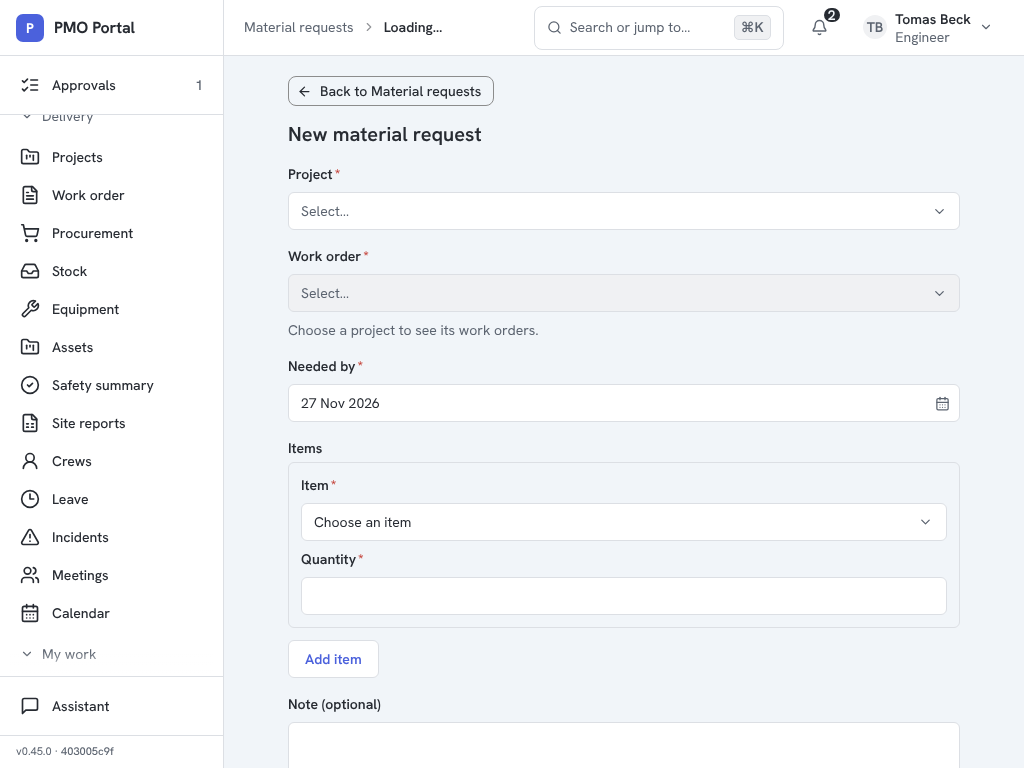 P PMO Portal
Material requests > Loading...
Search or jump to... ⌘K
2
TB
Tomas Beck
Engineer
Approvals 1
Delivery
Projects
Work order
Procurement
Stock
Equipment
Assets
Safety summary
Site reports
Crews
Leave
Incidents
Meetings
Calendar
My work
Assistant
v0.45.0 · 403005c9f
Back to Material requests
New material request
Project *
Select...
Work order *
Select...
Choose a project to see its work orders.
Needed by *
27 Nov 2026
Items
Item *
Choose an item
Quantity *
Add item
Note (optional)